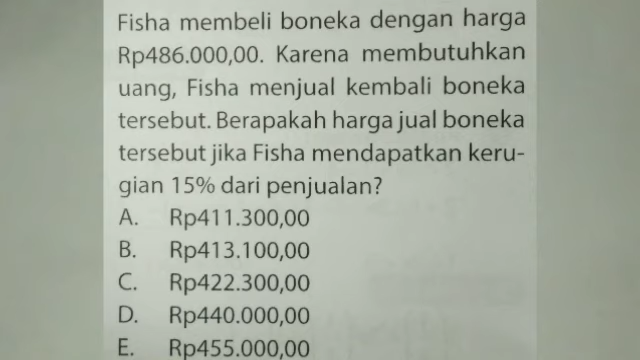 Fisha membeli boneka dengan harga
Rp486.000,00. Karena membutuhkan
uang, Fisha menjual kembali boneka
tersebut. Berapakah harga jual boneka
tersebut jika Fisha mendapatkan keru-
gian 15% dari penjualan?
A. Rp411.300,00
B. Rp413.100,00
C. Rp422.300,00
D. Rp440.000,00
E. Rp455.000,00